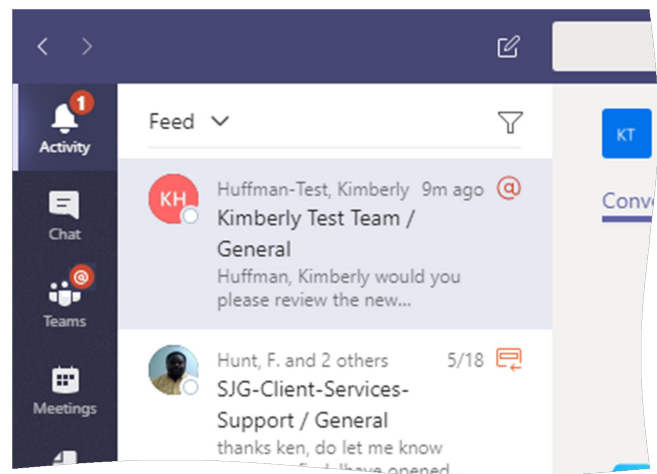 1
Activity
Chat
@
Teams
Meetings
Feed
KH
Huffman-Test, Kimberly 9m ago @
Kimberly Test Team /
General
Huffman, Kimberly would you
please review the new...
Hunt, F. and 2 others 5/18
SJG-Client-Services-
Support / General
thanks ken, do let me know
opened
KT
Conv